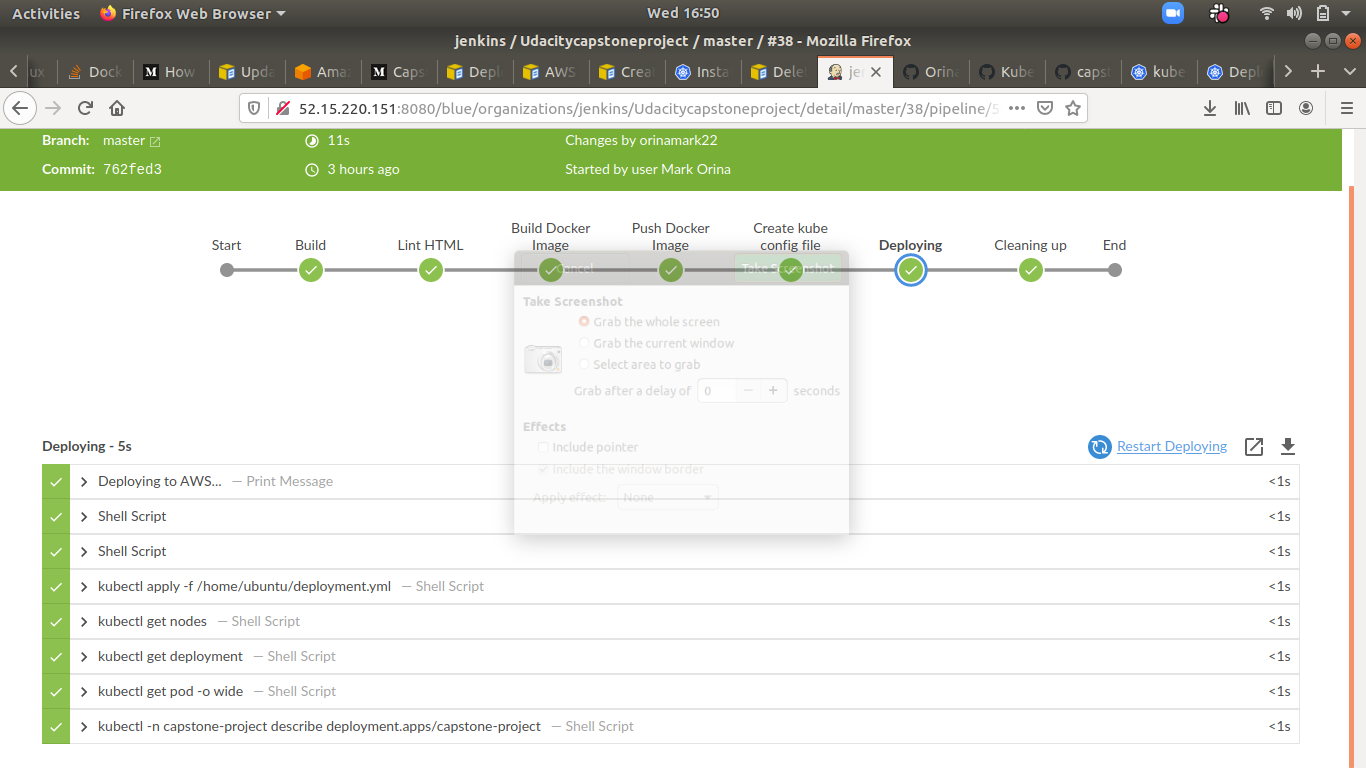 Activities Firefox Web Browser Wed 16:50
jenkins / Udacitycapstoneproject / master / #38 - Mozilla Firefox
ux Dock How Upda Amaz Caps Depl AWS Crea Insta Delet je Orina Kube capst kube Depl
52.15.220.151:8080/blue/organizations/jenkins/Udacitycapstoneproject/detail/master/38/pipeline/5
Branch: master 11s Changes by orinamark22
Commit: 762fed3 3 hours ago Started by user Mark Orina
Build Docker Push Docker Create kube
Start Build Lint HTML Image Image config file Deploying Cleaning up End
Cancel Take Screenshot
Take Screenshot
Grab the whole screen
Grab the current window
Select area to grab
Grab after a delay of 0 − + seconds
Effects
Include pointer
Include the window border
Apply effect: None
Deploying - 5s Restart Deploying
Deploying to AWS... — Print Message <1s
Shell Script <1s
Shell Script <1s
kubectl apply -f /home/ubuntu/deployment.yml — Shell Script <1s
kubectl get nodes — Shell Script <1s
kubectl get deployment — Shell Script <1s
kubectl get pod -o wide — Shell Script <1s
kubectl -n capstone-project describe deployment.apps/capstone-project — Shell Script <1s